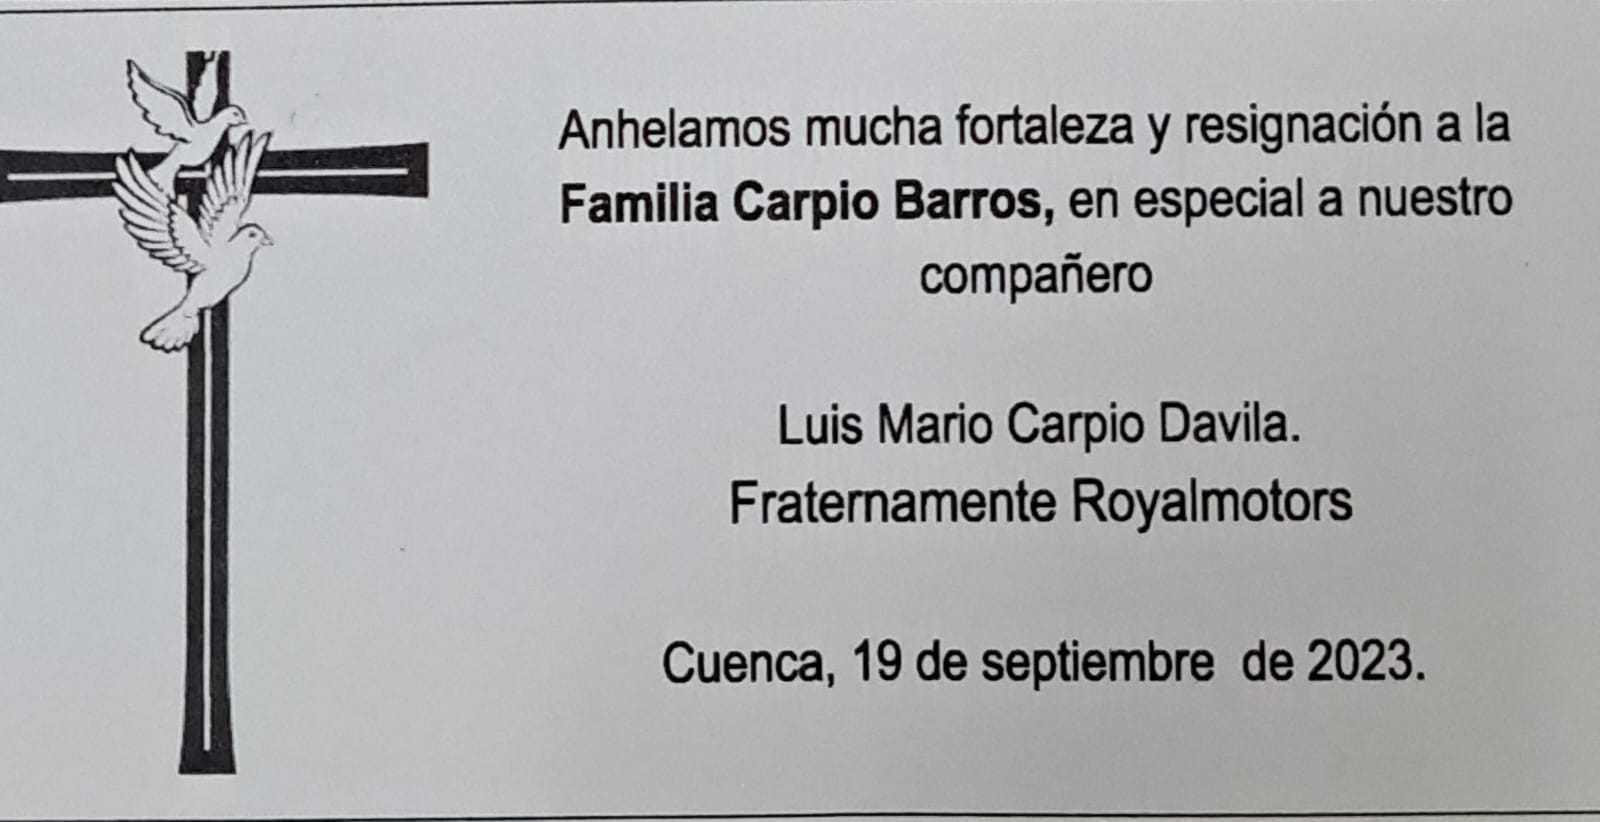 Anhelamos mucha fortaleza y resignación a la
Familia Carpio Barros, en especial a nuestro
compañero
Luis Mario Carpio Davila.
Fraternamente Royalmotors
Cuenca, 19 de septiembre de 2023.